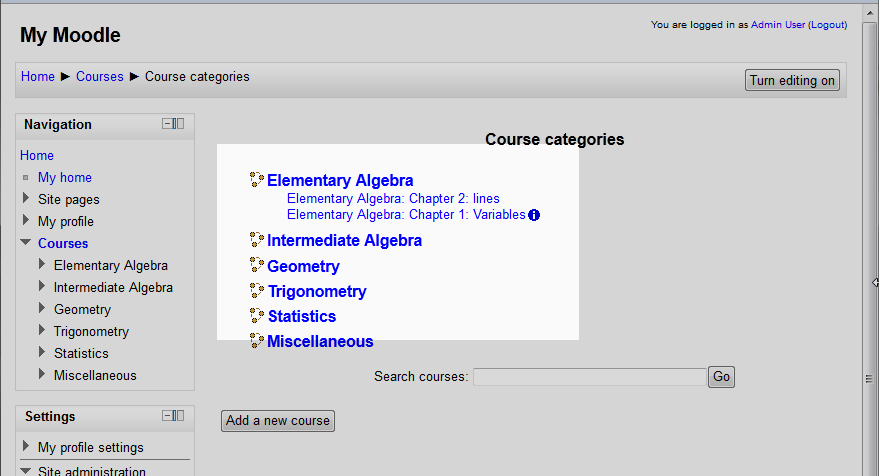 You are logged in as Admin User (Logout)
My Moodle
Home ► Courses ► Course categories
Turn editing on
Navigation
Home
My home
Site pages
My profile
Courses
Elementary Algebra
Intermediate Algebra
Geometry
Trigonometry
Statistics
Miscellaneous
Settings
My profile settings
Site administration
Course categories
Elementary Algebra
Elementary Algebra: Chapter 2: lines
Elementary Algebra: Chapter 1: Variables
Intermediate Algebra
Geometry
Trigonometry
Statistics
Miscellaneous
Search courses:
Go
Add a new course